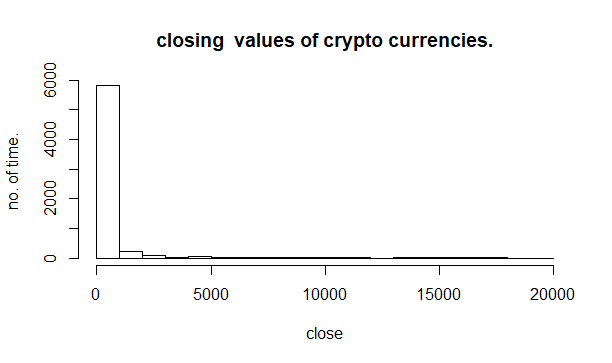 closing  values of crypto currencies.
no. of time.
6000
4000
2000
0
0 5000 10000 15000 20000
close